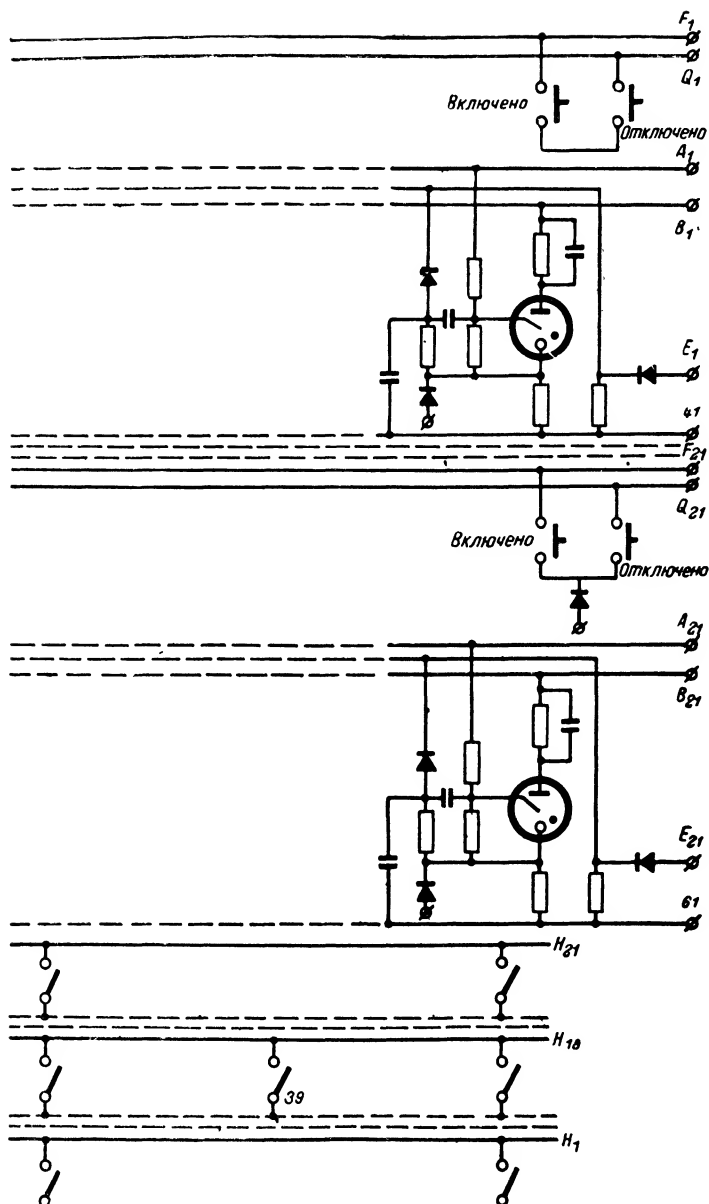 F1
Q1
Включено
Отключено
A1
B1
E1
41
F21
Q21
Включено
Отключено
A21
B21
E21
61
H21
H18
39
H1